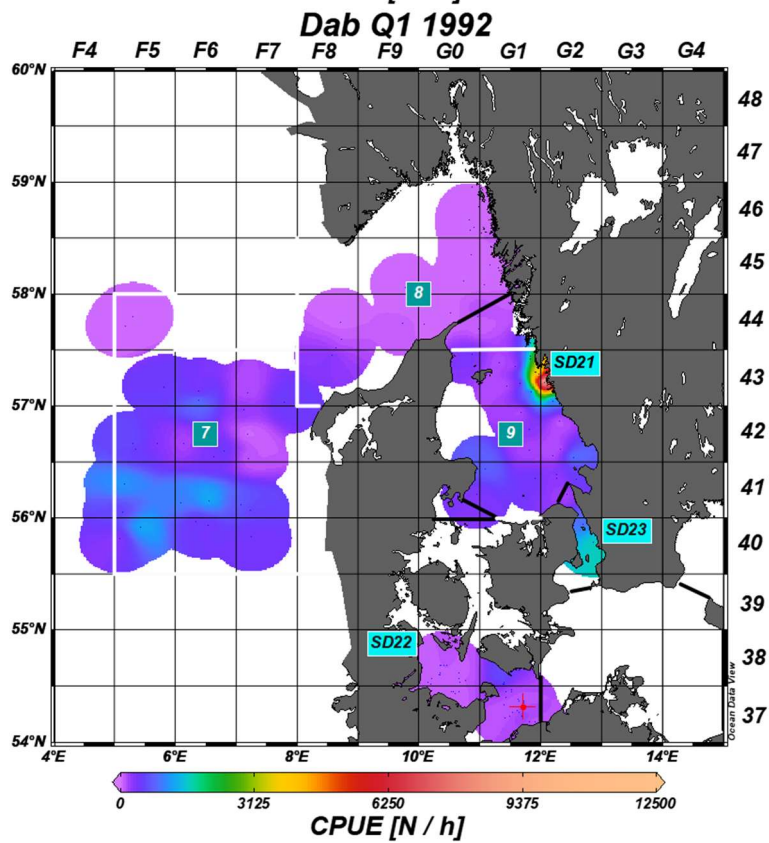 Dab Q1 1992
F4 F5 F6 F7 F8 F9 G0 G1 G2 G3 G4
60°N
48
47
59°N
46
45
58°N
8
44
SD21
43
57°N
7
9
42
41
56°N
SD23
40
39
55°N
SD22
38
37
54°N
Ocean Data View
4°E 6°E 8°E 10°E 12°E 14°E
0 3125 6250 9375 12500
CPUE [N / h]